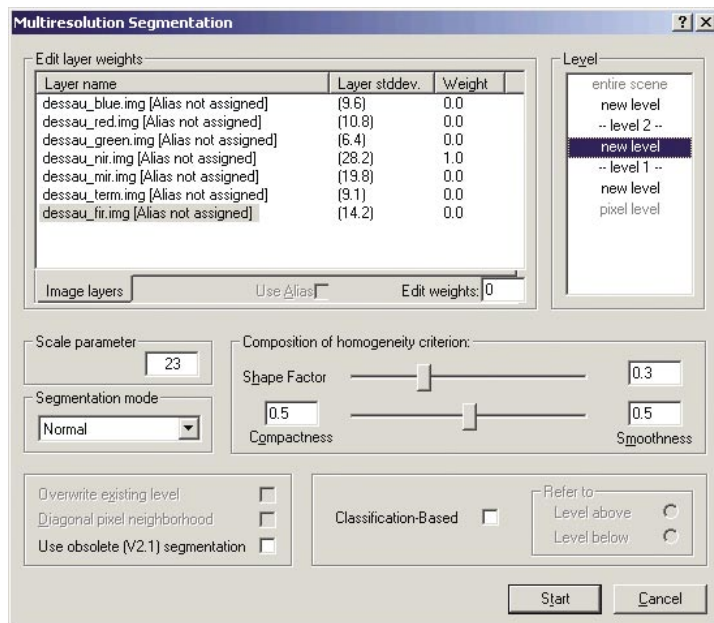 Multiresolution Segmentation
Edit layer weights
Layer name Layer stddev. Weight
dessau_blue.img [Alias not assigned] (9.6) 0.0
dessau_red.img [Alias not assigned] (10.8) 0.0
dessau_green.img [Alias not assigned] (6.4) 0.0
dessau_nir.img [Alias not assigned] (28.2) 1.0
dessau_mir.img [Alias not assigned] (19.8) 0.0
dessau_term.img [Alias not assigned] (9.1) 0.0
dessau_fir.img [Alias not assigned] (14.2) 0.0
Image layers Use Alias Edit weights: 0
Level
entire scene
new level
-- level 2 --
new level
-- level 1 --
new level
pixel level
Scale parameter
23
Segmentation mode
Normal
Composition of homogeneity criterion:
Shape Factor 0.3
0.5 0.5
Compactness Smoothness
Overwrite existing level
Diagonal pixel neighborhood
Use obsolete (V2.1) segmentation
Classification-Based
Refer to
Level above
Level below
Start Cancel